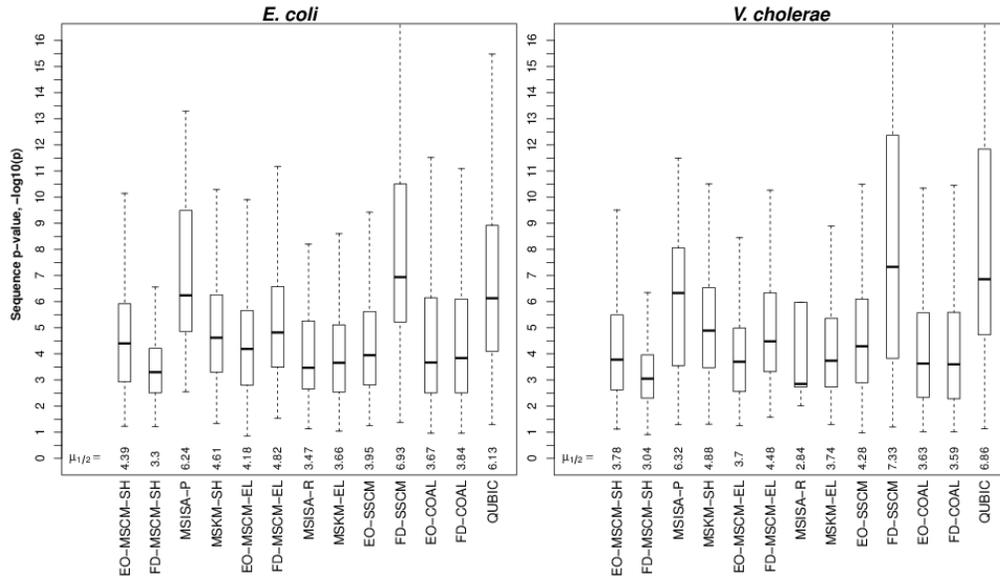 E. coli
V. cholerae
Sequence p-value, -log10(p)
16
15
14
13
12
11
10
9
8
7
6
5
4
3
2
1
0
μ1/2 =
4.39
3.3
6.24
4.61
4.18
4.82
3.47
3.66
3.95
6.93
3.67
3.84
6.13
EO-MSCM-SH
FD-MSCM-SH
MSISA-P
MSKM-SH
EO-MSCM-EL
FD-MSCM-EL
MSISA-R
MSKM-EL
EO-SSCM
FD-SSCM
EO-COAL
FD-COAL
QUBIC
16
15
14
13
12
11
10
9
8
7
6
5
4
3
2
1
0
μ1/2 =
3.78
3.04
6.32
4.88
3.7
4.48
2.84
3.74
4.28
7.33
3.63
3.59
6.86
EO-MSCM-SH
FD-MSCM-SH
MSISA-P
MSKM-SH
EO-MSCM-EL
FD-MSCM-EL
MSISA-R
MSKM-EL
EO-SSCM
FD-SSCM
EO-COAL
FD-COAL
QUBIC